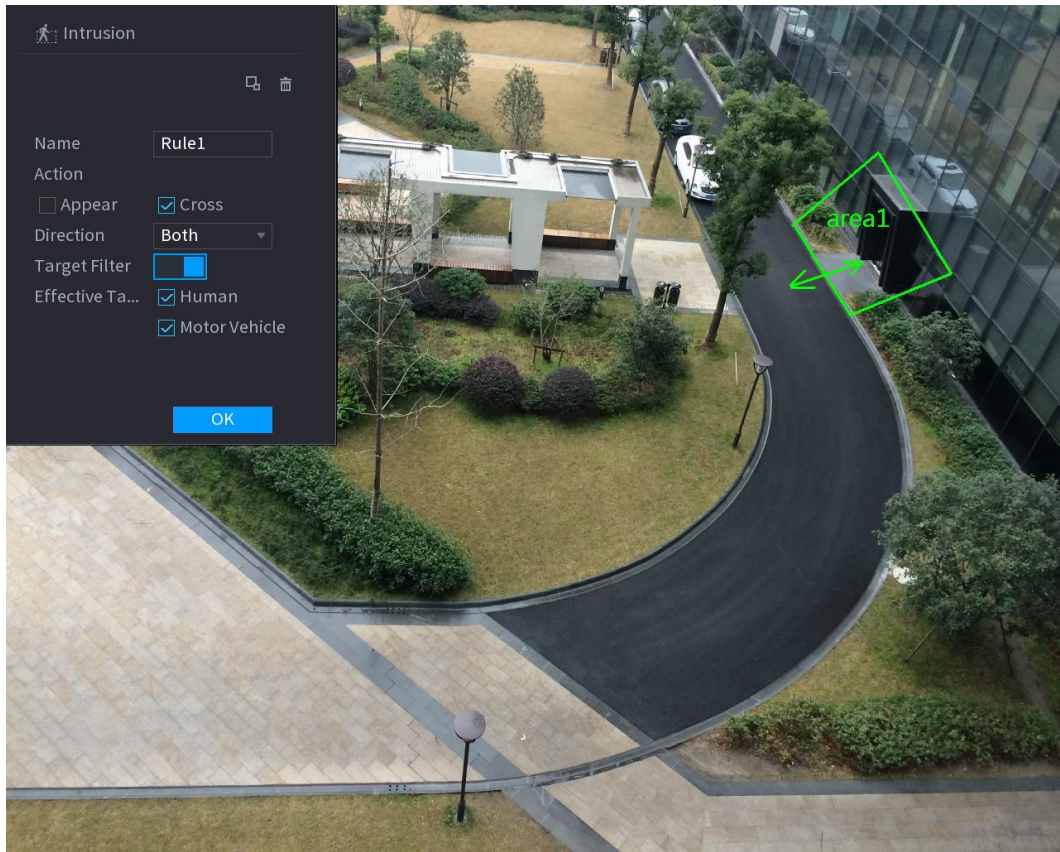 Intrusion
Name Rule1
Action
Appear Cross
Direction Both
Target Filter
Effective Ta... Human
Motor Vehicle
OK
area1